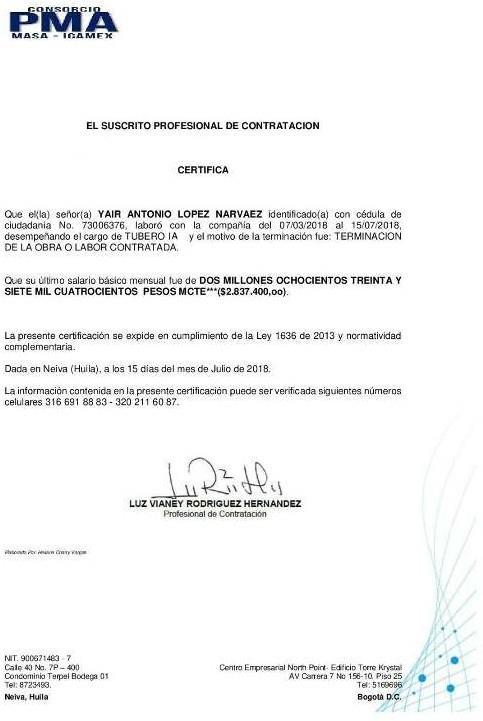 CONSORCIO
PMA
MASA - IGAMEX
EL SUSCRITO PROFESIONAL DE CONTRATACION
CERTIFICA
Que el(la) señor(a) YAIR ANTONIO LOPEZ NARVAEZ identificado(a) con cédula de
ciudadania No. 73006376, laboró con la compañía del 07/03/2018 al 15/07/2018,
desempeñando el cargo de TUBERO IA y el motivo de la terminación fue: TERMINACION
DE LA OBRA O LABOR CONTRATADA.
Que su último salario básico mensual fue de DOS MILLONES OCHOCIENTOS TREINTA Y
SIETE MIL CUATROCIENTOS PESOS MCTE***($2.837.400,oo).
La presente certificación se expide en cumplimiento de la Ley 1636 de 2013 y normatividad
complementaria.
Dada en Neiva (Huila), a los 15 días del mes de Julio de 2018.
La información contenida en la presente certificación puede ser verificada siguientes números
celulares 316 691 88 83 - 320 211 60 87.
LUZ VIANEY RODRIGUEZ HERNANDEZ
Profesional de Contratación
Elaborado Por:
NIT. 900671483 - 7
Calle 40 No. 7P – 400
Condominio Terpel Bodega 01
Tel: 8723493.
Neiva, Huila
Centro Empresarial North Point- Edificio Torre Krystal
AV Carrera 7 No 156-10. Piso 25
Tel: 5169696
Bogotá D.C.